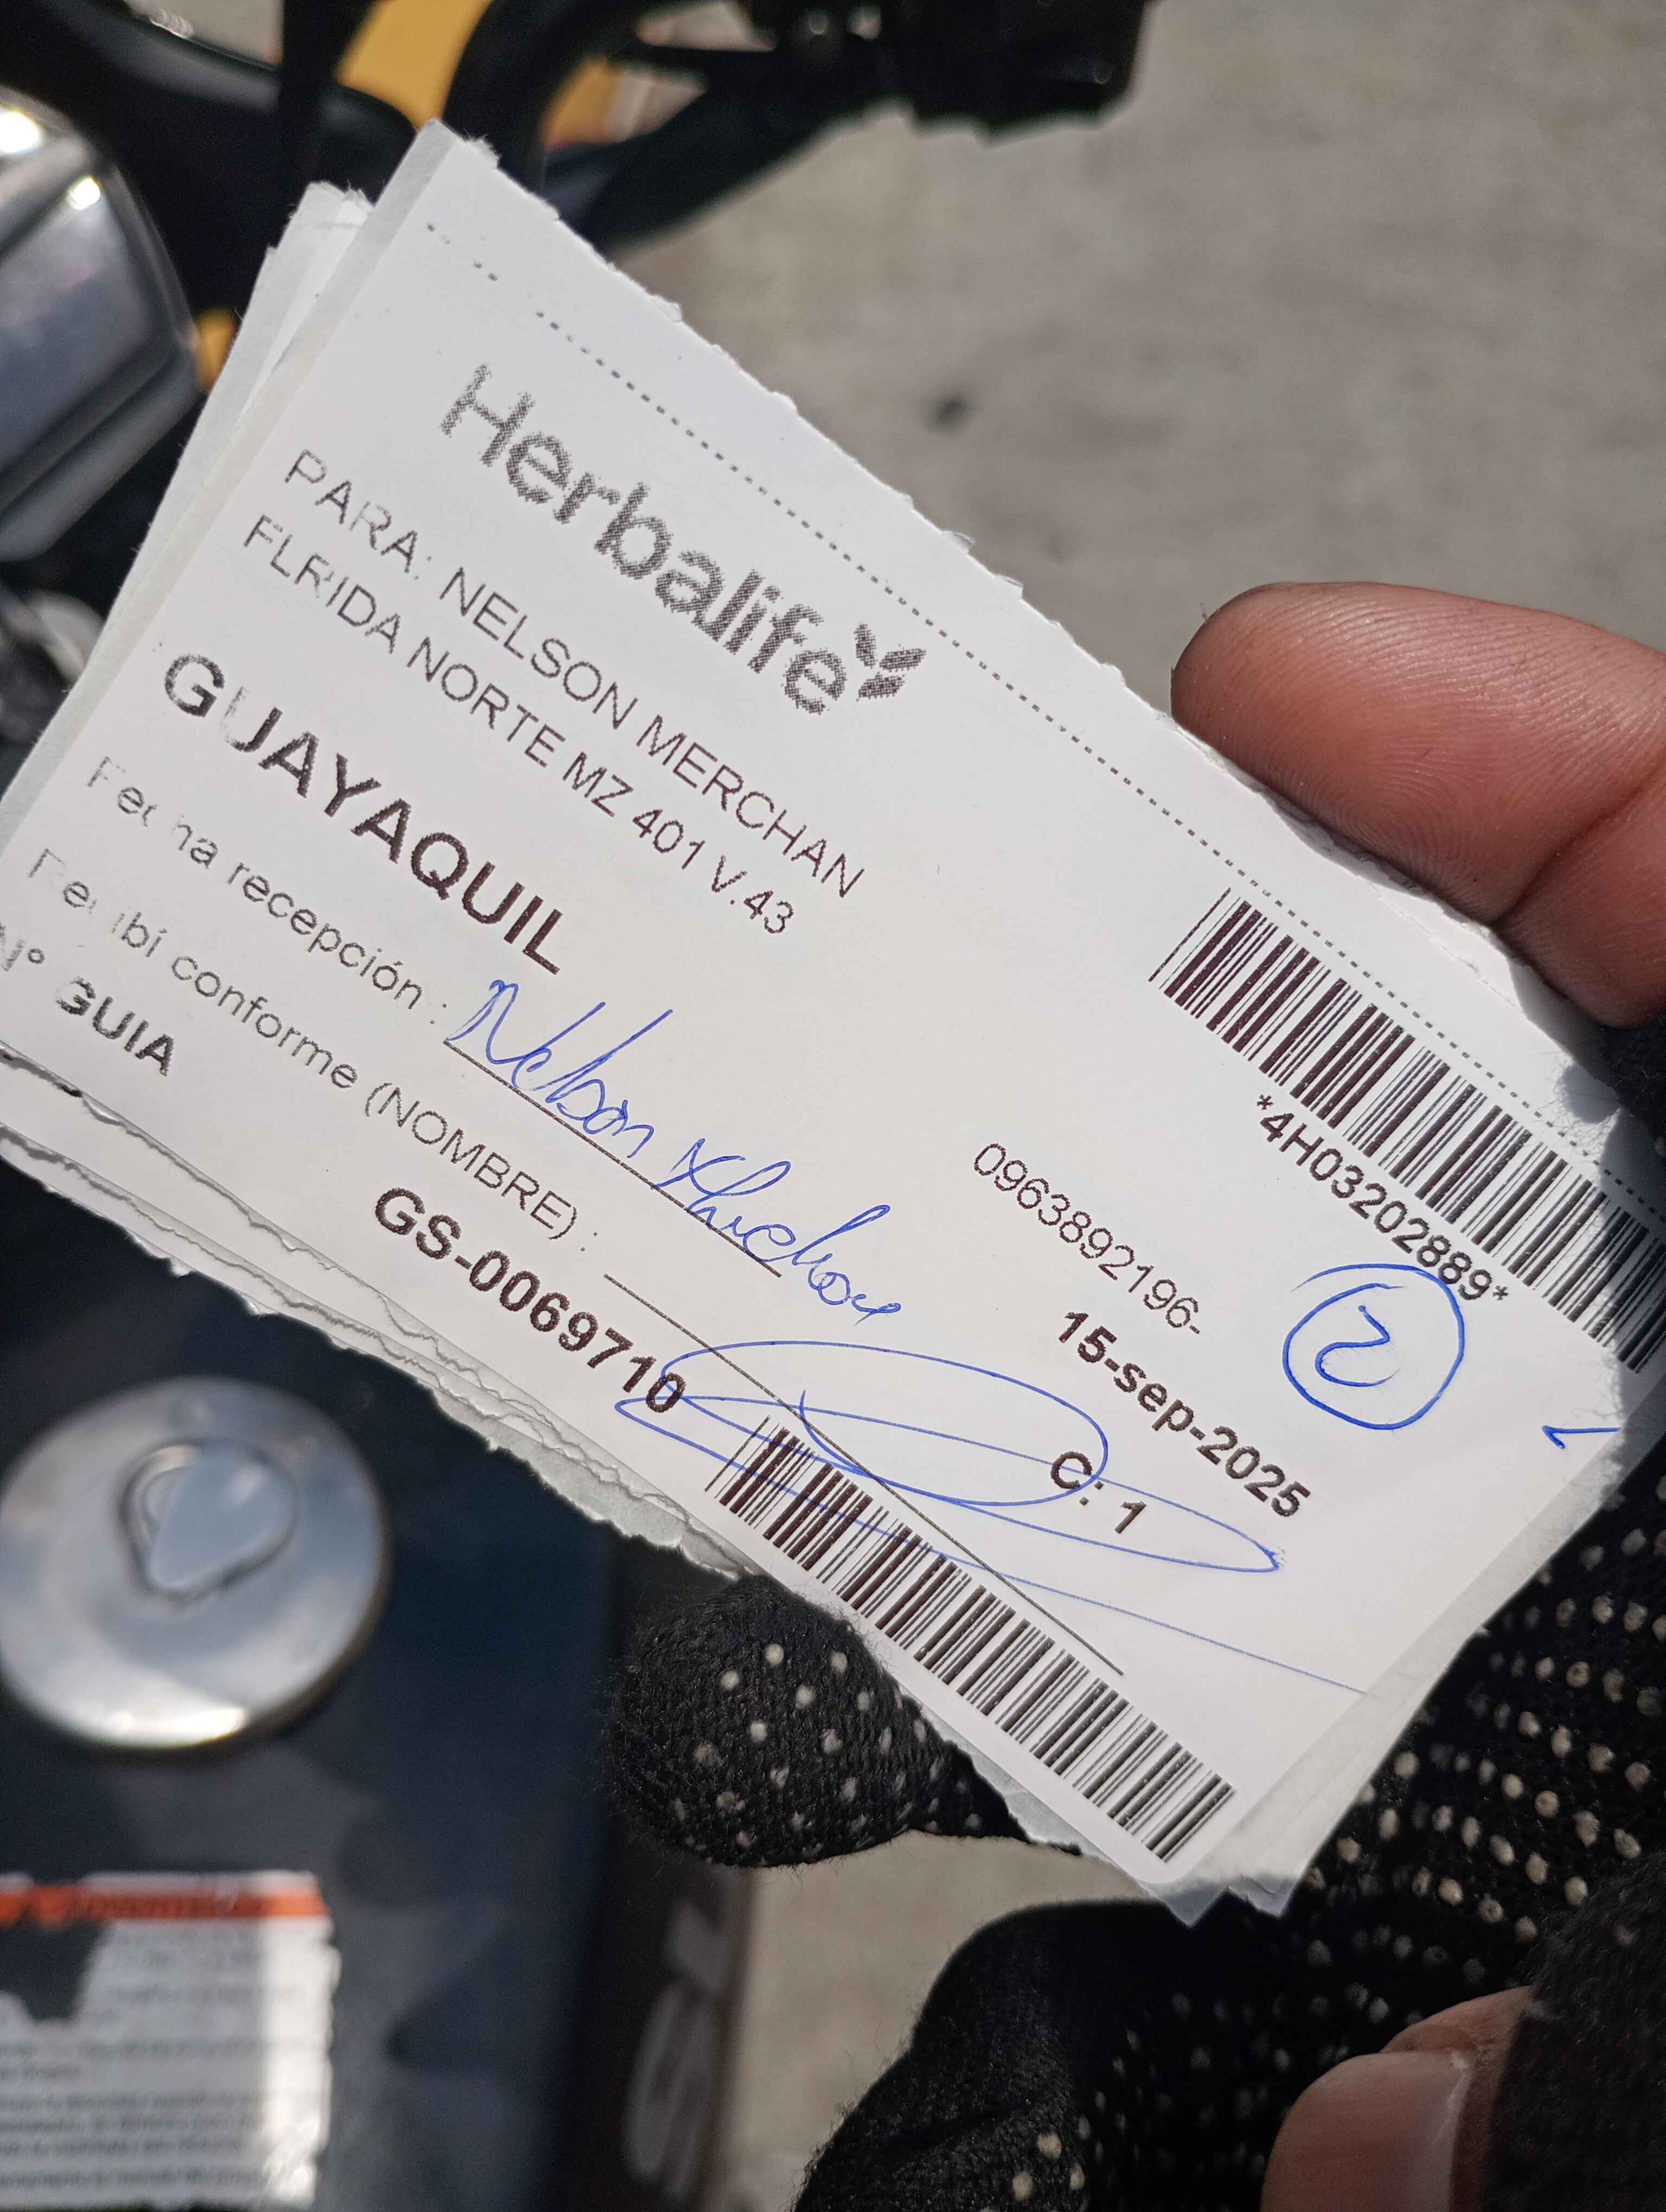 Herbalife
*4H03202889*
PARA: NELSON MERCHAN
FLRIDA NORTE MZ 401 V.43
0963892196-
2
GUAYAQUIL
15-sep-2025
Fecha recepción : Nelson
C: 1
Recibí conforme (NOMBRE) :
N° GUIA GS-0069710